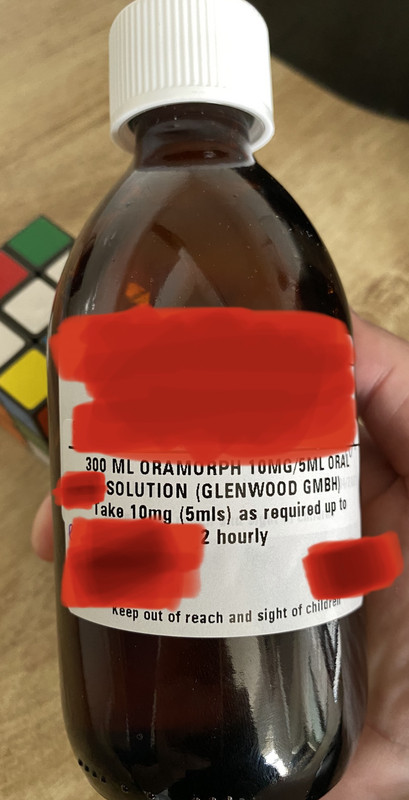 300 ML ORAMORPH 10MG/5ML ORAL
SOLUTION (GLENWOOD GMBH)
Take 10mg (5mls) as required up to
2 hourly
Keep out of reach and sight of children